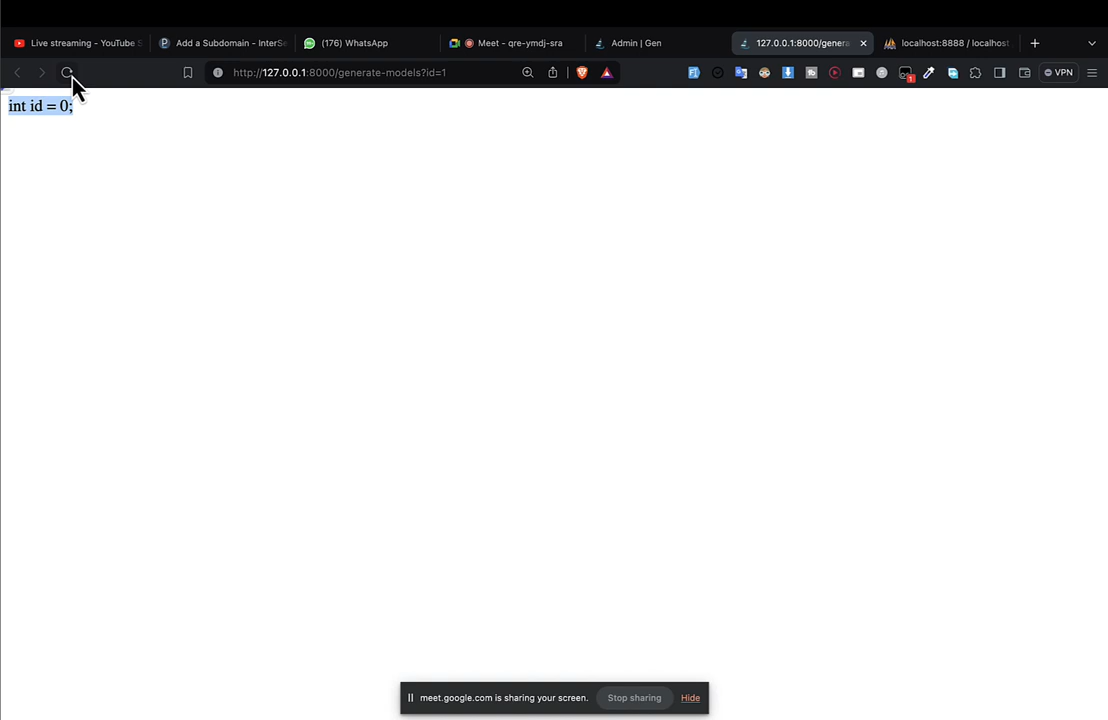 Live streaming - YouTube S
Add a Subdomain - InterSe
(176) WhatsApp
Meet - qre-ymdj-sra
Admin | Gen
127.0.0.1:8000/genera
localhost:8888 / localhost
http://127.0.0.1:8000/generate-models?id=1
1
VPN
int id = 0;
meet.google.com is sharing your screen.
Stop sharing
Hide